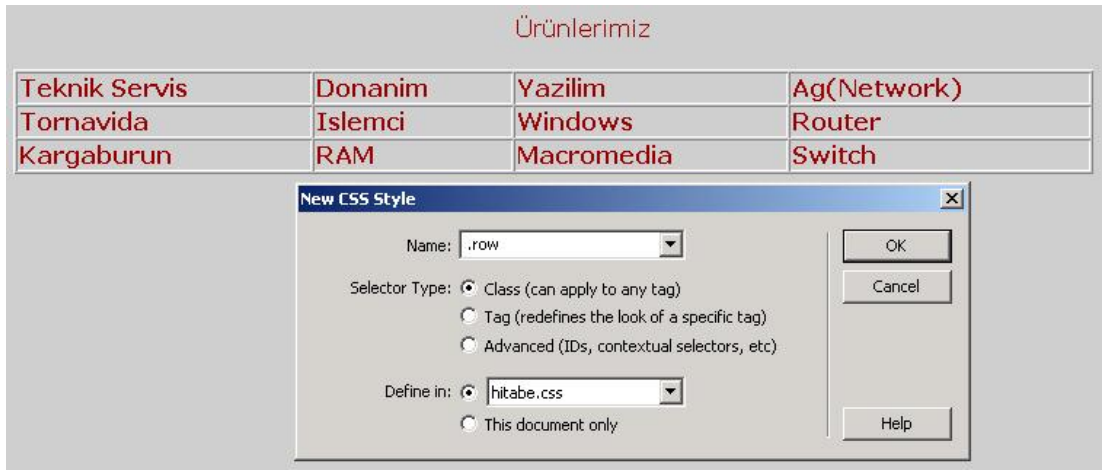 Ürünlerimiz
Teknik Servis Donanim Yazilim Ag(Network)
Tornavida Islemci Windows Router
Kargaburun RAM Macromedia Switch
New CSS Style
Name: .row OK
Selector Type: Class (can apply to any tag) Cancel
Tag (redefines the look of a specific tag)
Advanced (IDs, contextual selectors, etc)
Define in: hitabe.css
This document only Help